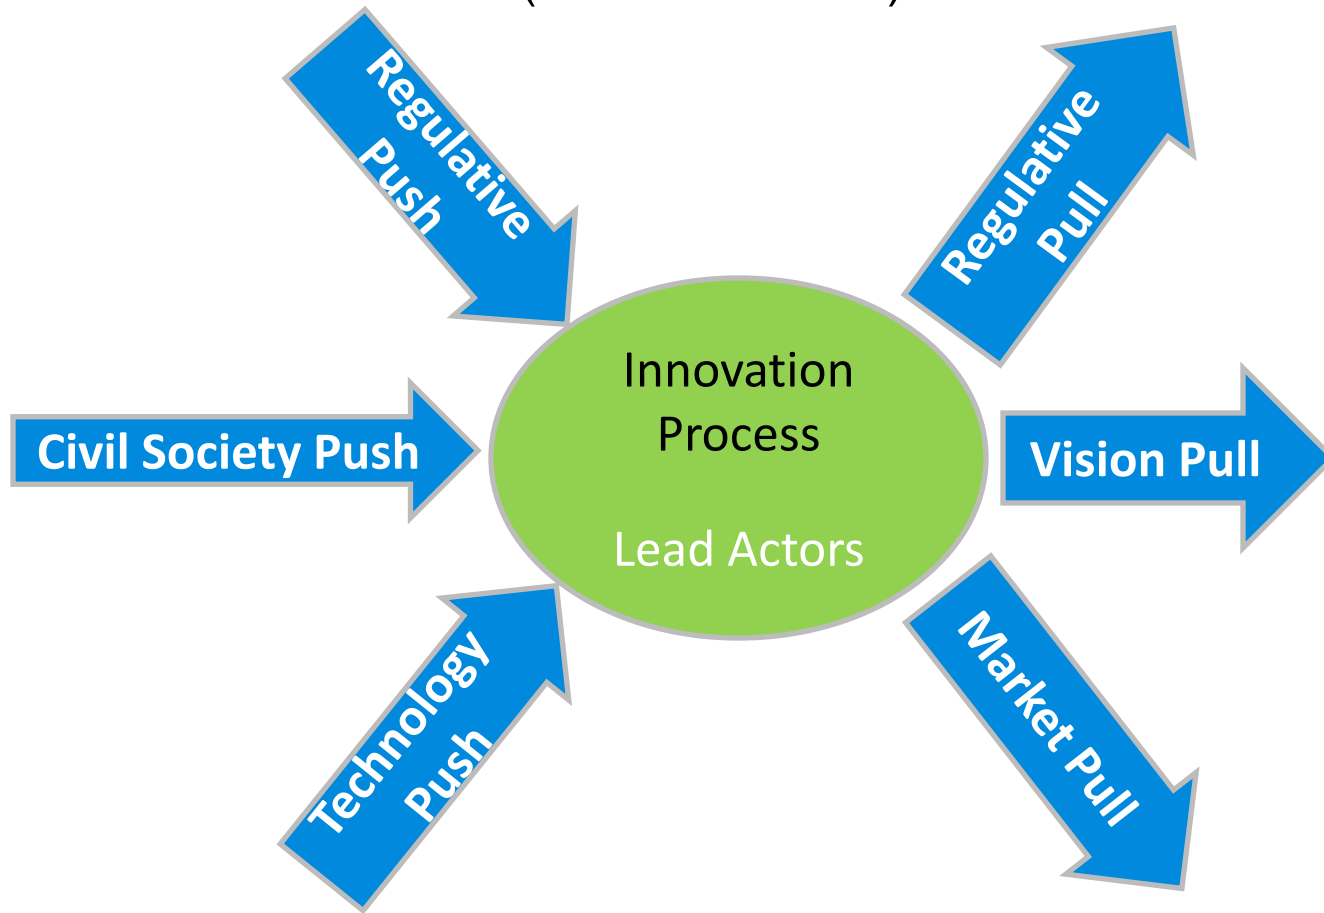 Regulative
Push
Regulative
Pull
Innovation
Process
Lead Actors
Civil Society Push
Vision Pull
Technology
Push
Market Pull